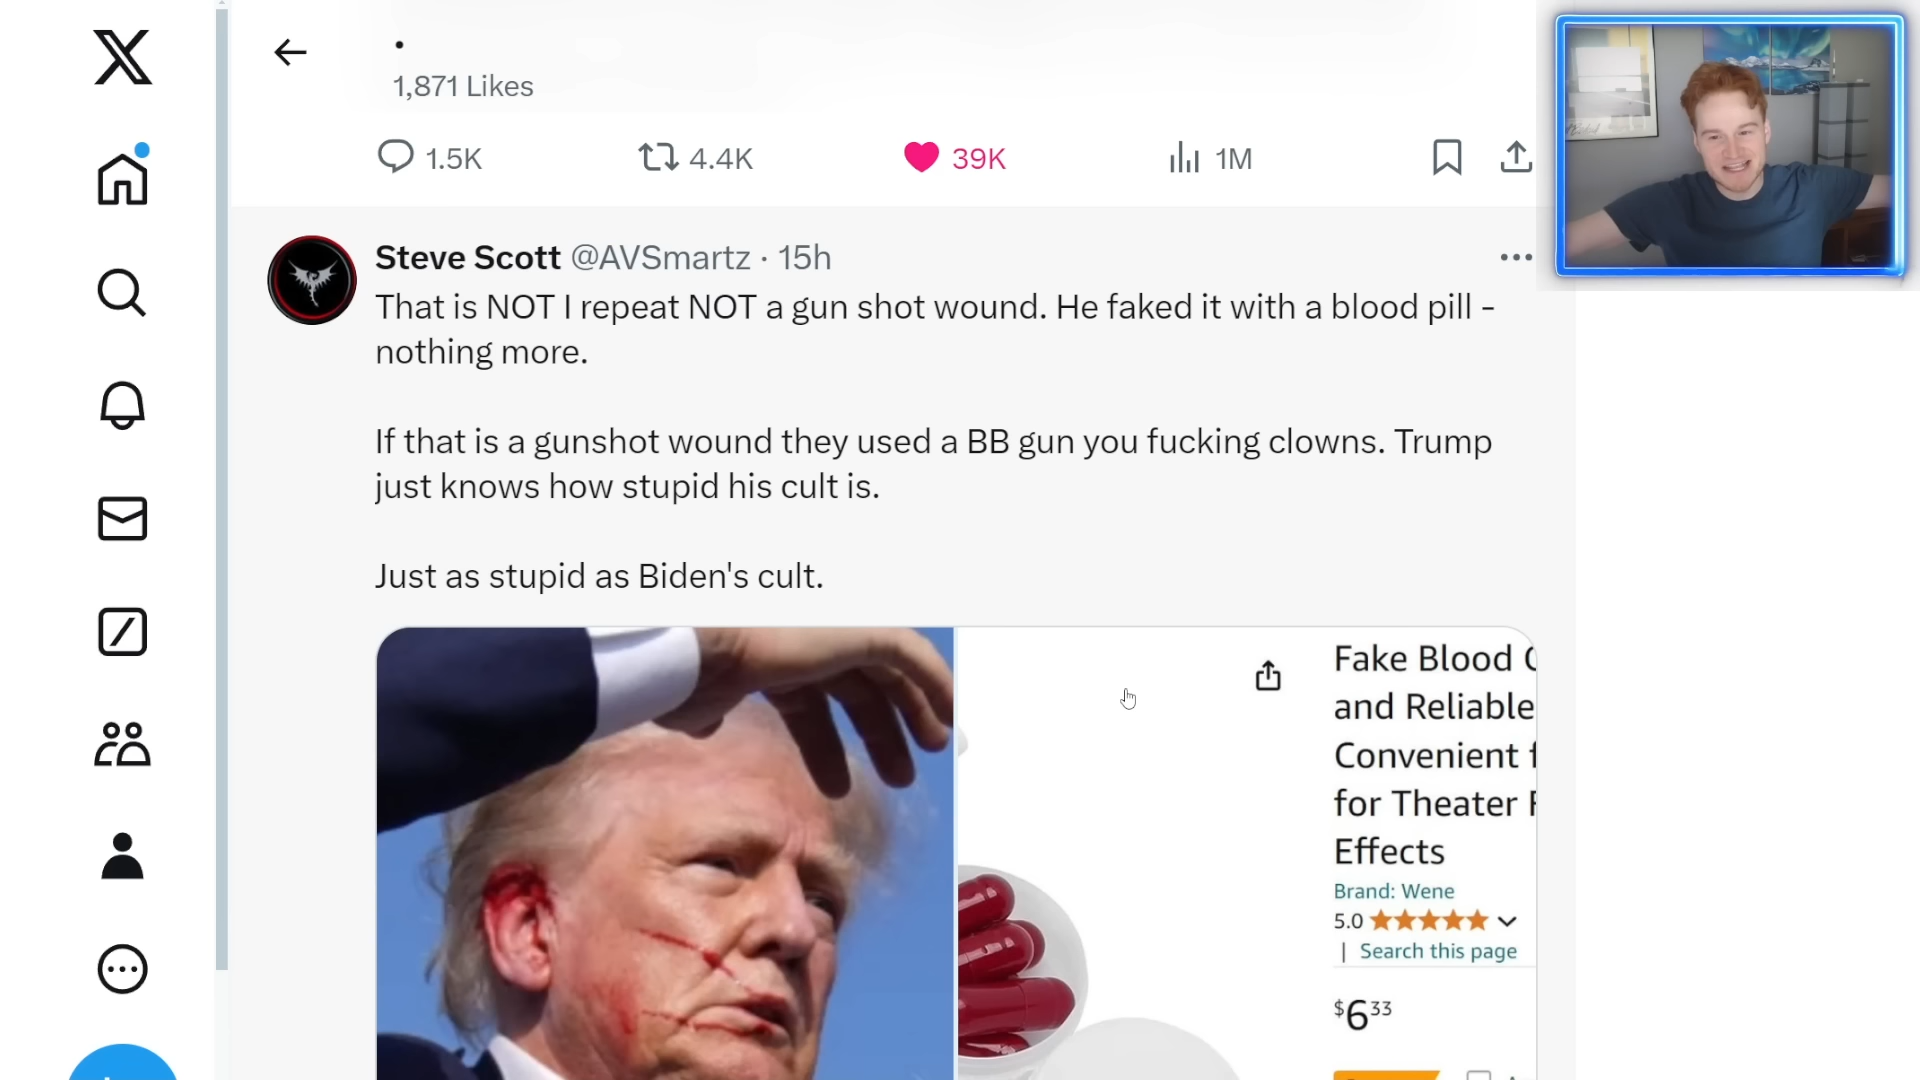 1,871 Likes
1.5K 4.4K 39K 1M
Steve Scott @AVSmartz · 15h
That is NOT I repeat NOT a gun shot wound. He faked it with a blood pill -
nothing more.
If that is a gunshot wound they used a BB gun you fucking clowns. Trump
just knows how stupid his cult is.
Just as stupid as Biden's cult.
Fake Blood
and Reliable
Convenient
for Theater
Effects
Brand: Wene
5.0
| Search this page
$6 33